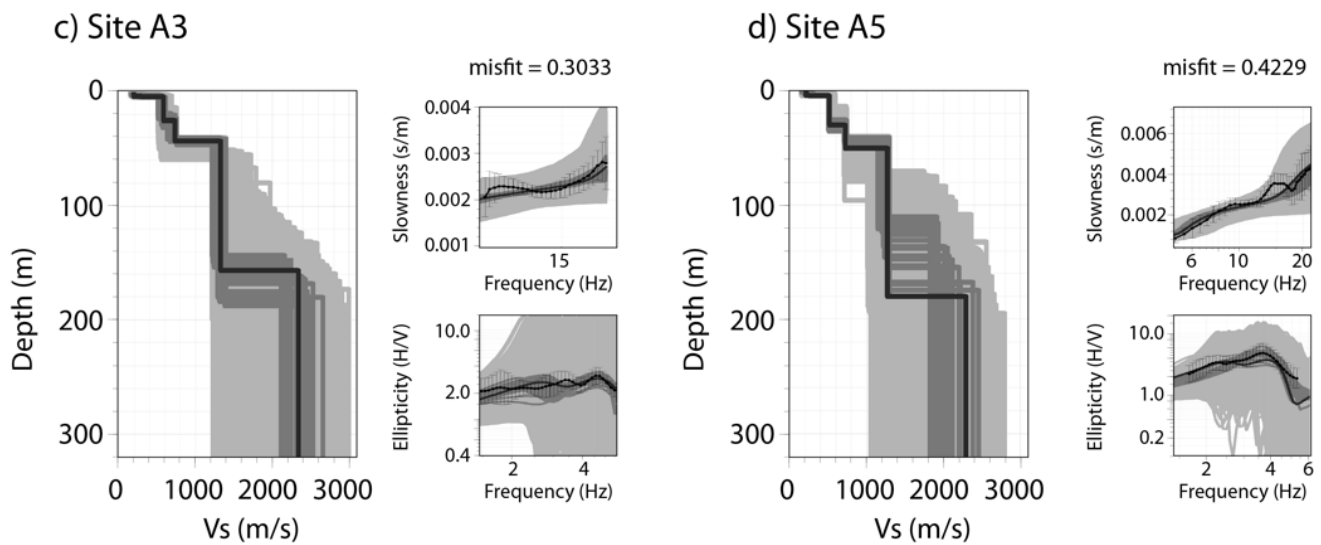 c) Site A3
misfit = 0.3033
0
100
200
300
Depth (m)
0 1000 2000 3000
Vs (m/s)
0.004
0.003
0.002
0.001
Slowness (s/m)
15
Frequency (Hz)
10.0
2.0
0.4
Ellipticity (H/V)
2 4
Frequency (Hz)
d) Site A5
misfit = 0.4229
0
100
200
300
Depth (m)
0 1000 2000 3000
Vs (m/s)
0.006
0.004
0.002
Slowness (s/m)
6 10 20
Frequency (Hz)
10.0
1.0
0.2
Ellipticity (H/V)
2 4 6
Frequency (Hz)